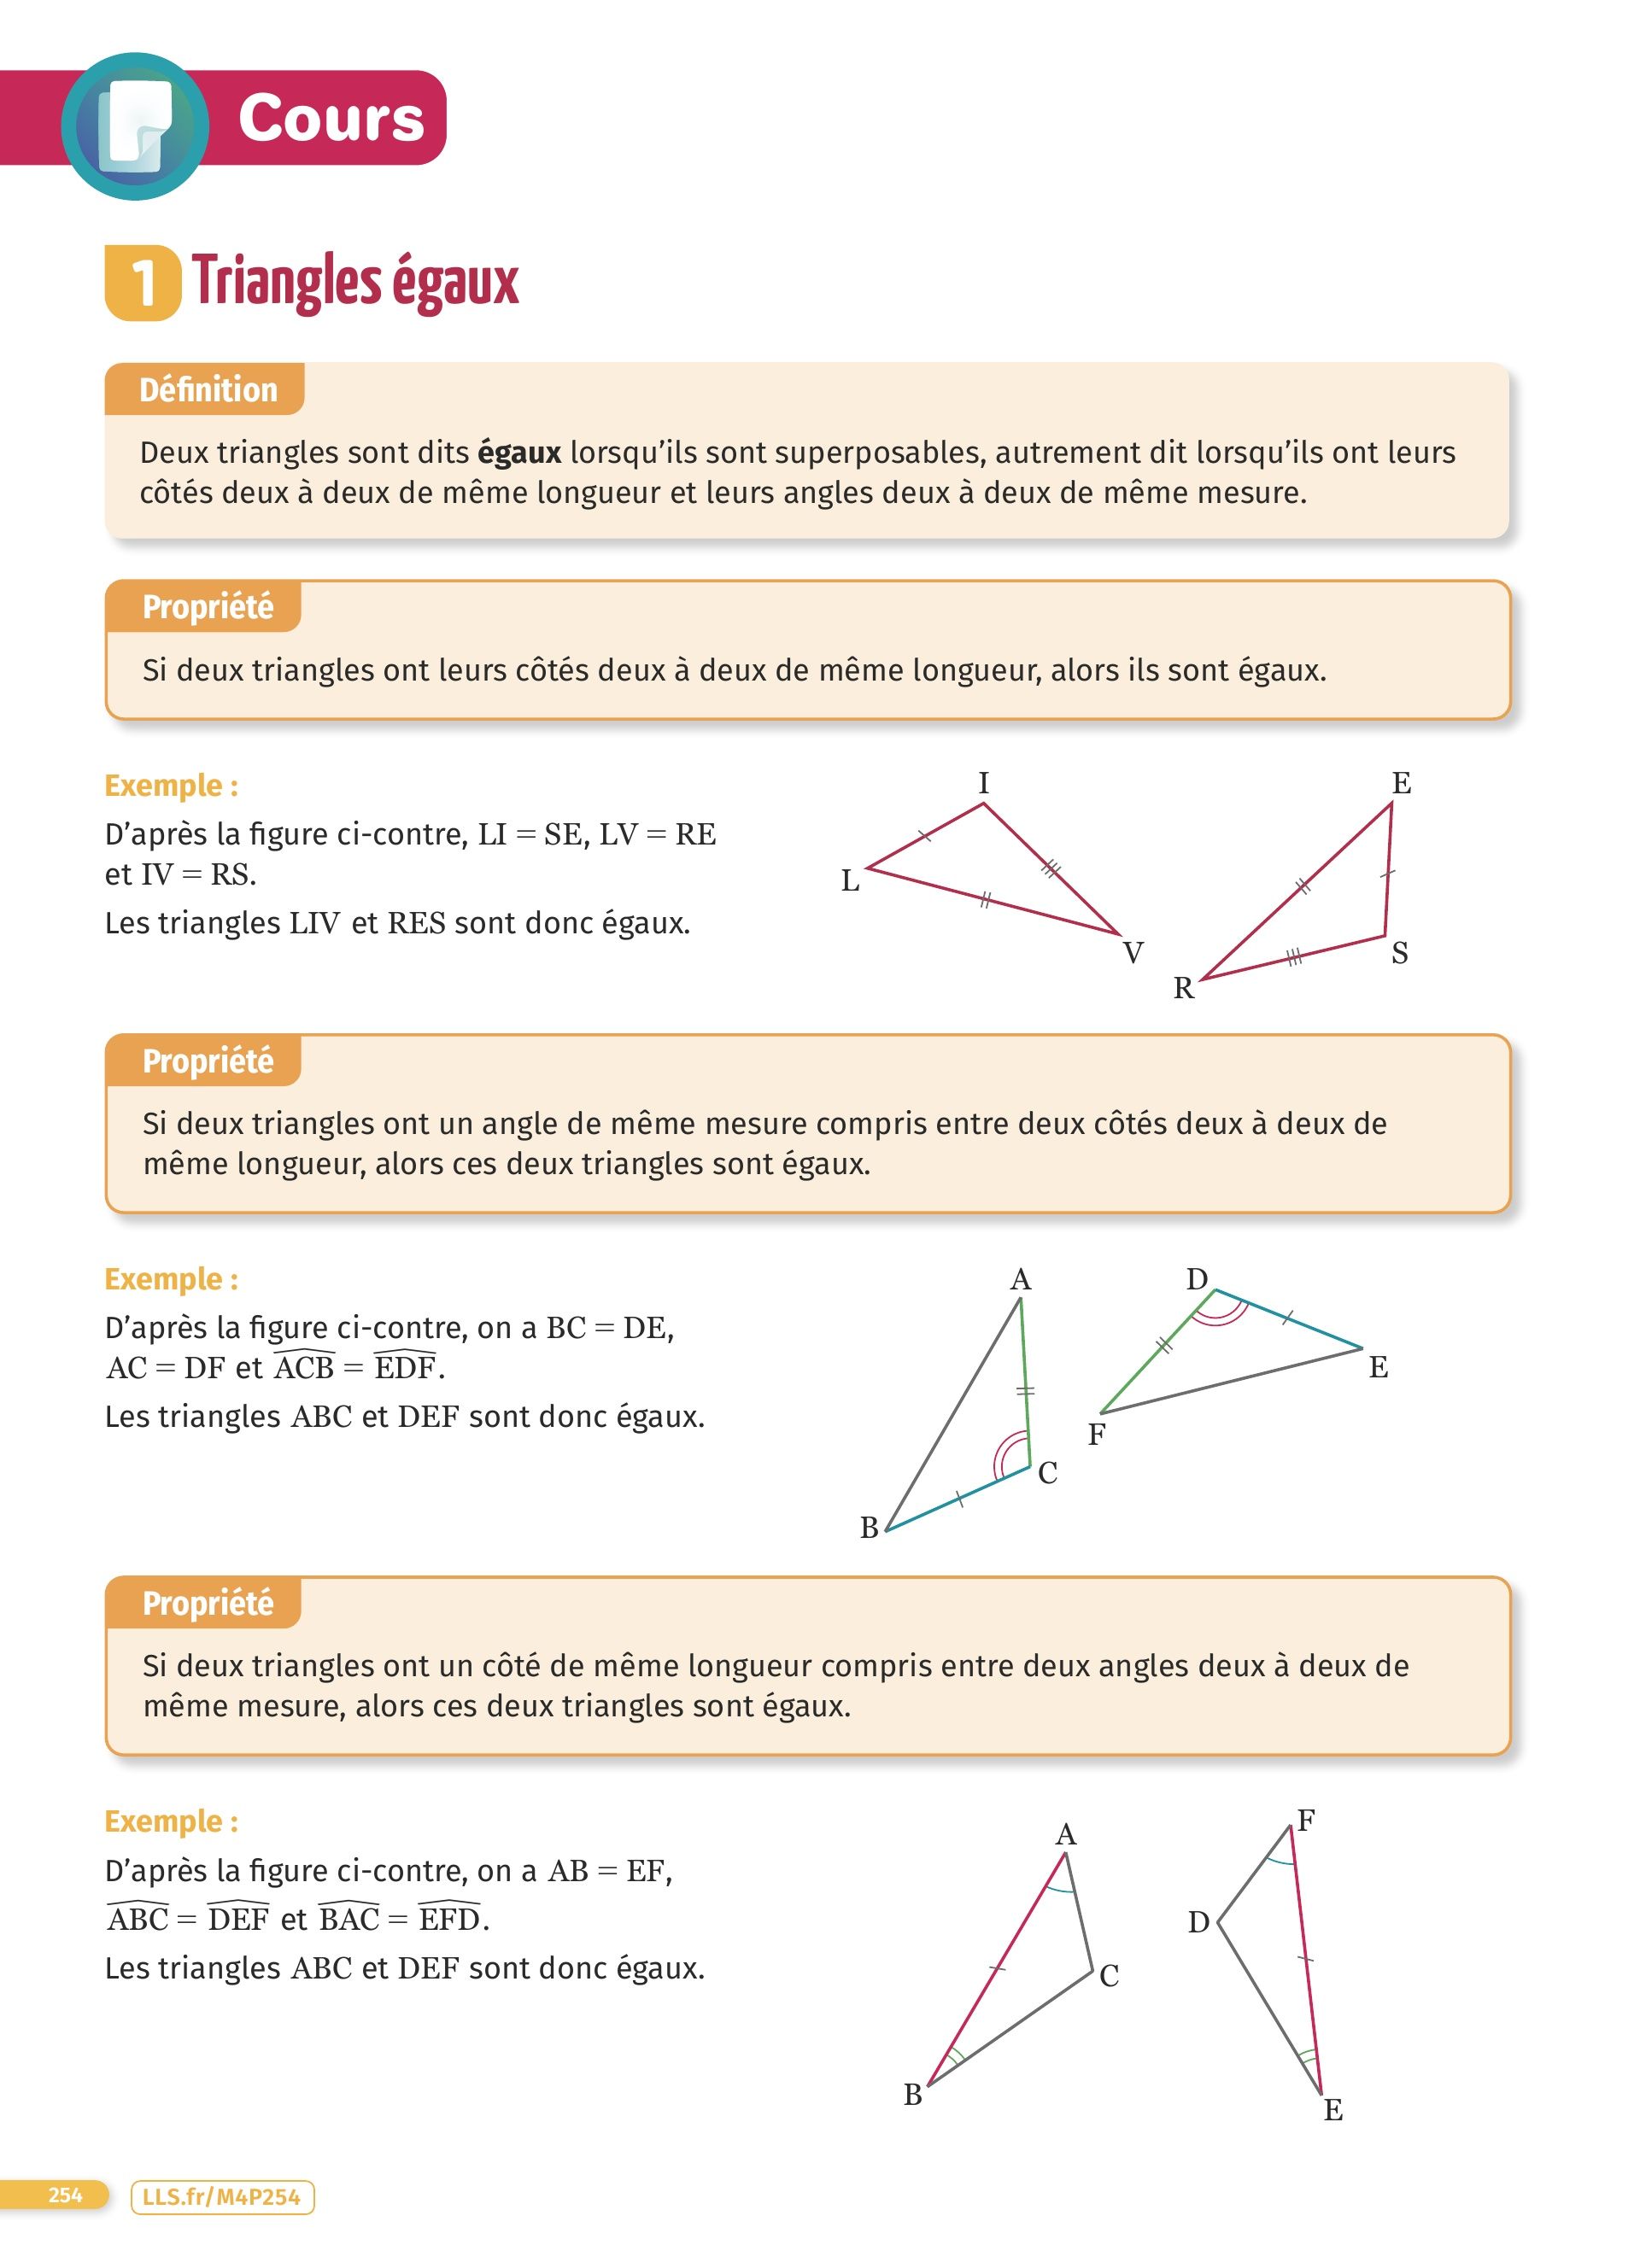 Cours
1 Triangles égaux
Définition
Deux triangles sont dits égaux lorsqu’ils sont superposables, autrement dit lorsqu’ils ont leurs
côtés deux à deux de même longueur et leurs angles deux à deux de même mesure.
Propriété
Si deux triangles ont leurs côtés deux à deux de même longueur, alors ils sont égaux.
Exemple :
D’après la figure ci-contre, LI = SE, LV = RE
et IV = RS.
Les triangles LIV et RES sont donc égaux.
I
L
V
E
S
R
Propriété
Si deux triangles ont un angle de même mesure compris entre deux côtés deux à deux de
même longueur, alors ces deux triangles sont égaux.
Exemple :
D’après la figure ci-contre, on a BC = DE,
AC = DF et \widehat{ACB} = \widehat{EDF}.
Les triangles ABC et DEF sont donc égaux.
A
C
B
D
E
F
Propriété
Si deux triangles ont un côté de même longueur compris entre deux angles deux à deux de
même mesure, alors ces deux triangles sont égaux.
Exemple :
D’après la figure ci-contre, on a AB = EF,
\widehat{ABC} = \widehat{DEF} et \widehat{BAC} = \widehat{EFD}.
Les triangles ABC et DEF sont donc égaux.
A
C
B
F
D
E
254
LLS.fr/M4P254